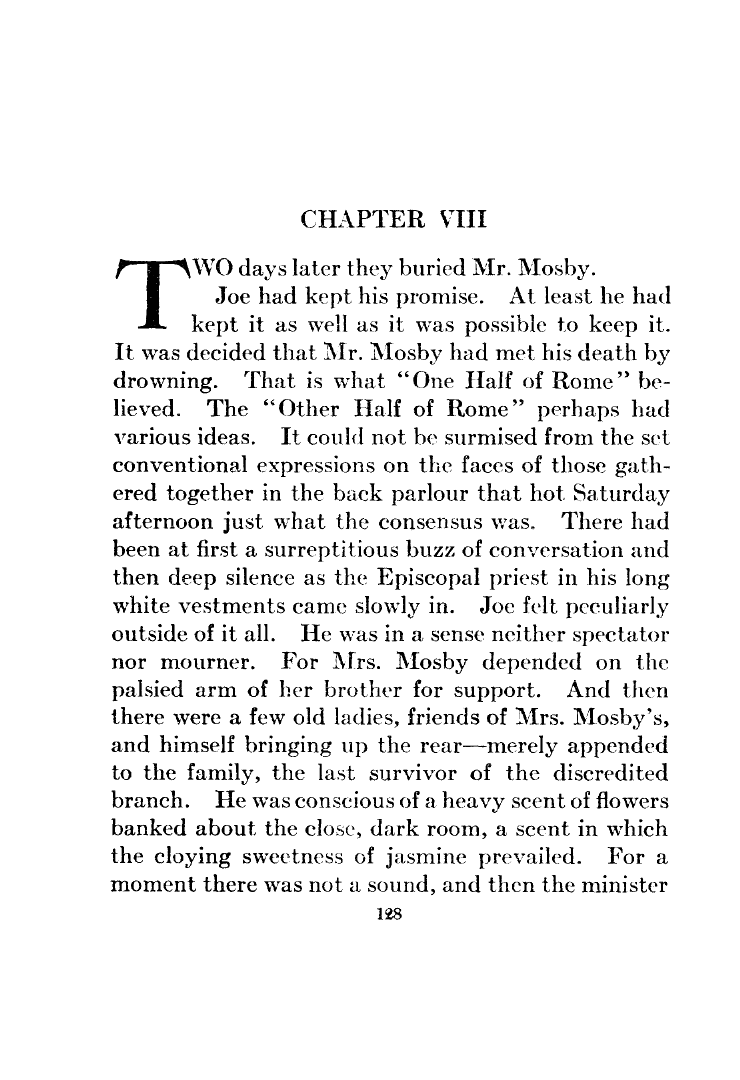 CHAPTER VIII
TWO days later they buried Mr. Mosby.
Joe had kept his promise. At least he had
kept it as well as it was possible to keep it.
It was decided that Mr. Mosby had met his death by
drowning. That is what “One Half of Rome” be-
lieved. The “Other Half of Rome” perhaps had
various ideas. It could not be surmised from the set
conventional expressions on the faces of those gath-
ered together in the back parlour that hot Saturday
afternoon just what the consensus was. There had
been at first a surreptitious buzz of conversation and
then deep silence as the Episcopal priest in his long
white vestments came slowly in. Joe felt peculiarly
outside of it all. He was in a sense neither spectator
nor mourner. For Mrs. Mosby depended on the
palsied arm of her brother for support. And then
there were a few old ladies, friends of Mrs. Mosby's,
and himself bringing up the rear—merely appended
to the family, the last survivor of the discredited
branch. He was conscious of a heavy scent of flowers
banked about the close, dark room, a scent in which
the cloying sweetness of jasmine prevailed. For a
moment there was not a sound, and then the minister
128